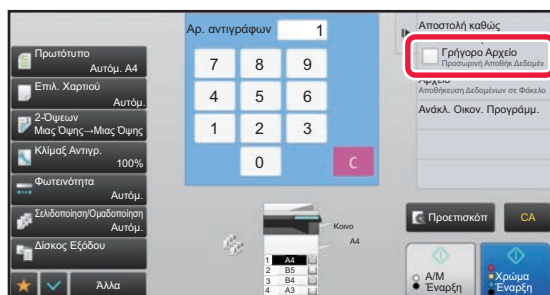 Πρωτότυπο
Αυτόμ. A4
Επιλ. Χαρτιού
Αυτόμ.
2-Όψεων
Μιας Όψης→Μιας Όψης
Κλίμαξ Αντιγρ.
100%
Φωτεινότητα
Αυτόμ.
Σελιδοποίηση/Ομαδοποίηση
Αυτόμ.
Δίσκος Εξόδου
Άλλα
Αρ. αντιγράφων 1
7 8 9
4 5 6
1 2 3
0 C
Κοινο
A4
1 A4
2 B5
3 B4
4 A3
Αποστολή καθώς
Γρήγορο Αρχείο
Προσωρινή Αποθήκ Δεδομέν
Αρχείο
Αποθήκευση Δεδομένων σε Φάκελο
Ανάκλ. Οικον. Προγράμμ.
Προεπισκόπ
CA
Α/Μ
Έναρξη
Χρώμα
Έναρξη